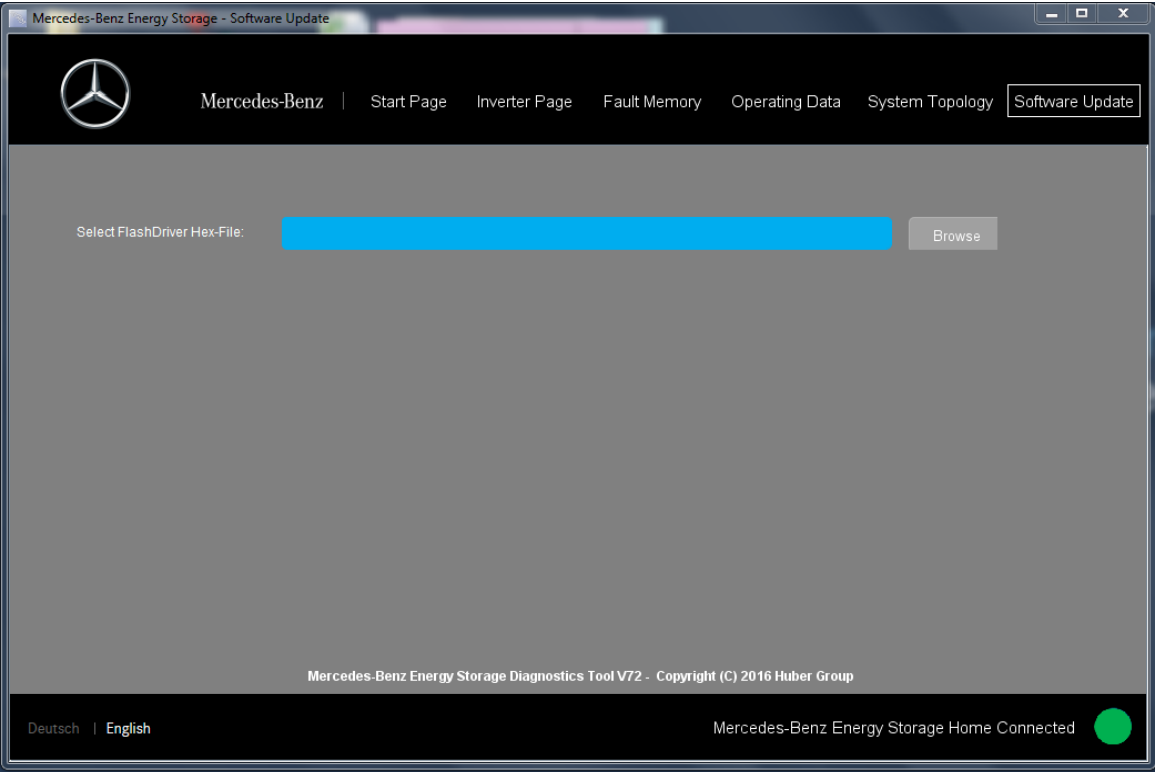 Mercedes-Benz Energy Storage - Software Update
Mercedes-Benz | Start Page Inverter Page Fault Memory Operating Data System Topology Software Update
Select FlashDriver Hex-File: Browse
Mercedes-Benz Energy Storage Diagnostics Tool V72 - Copyright (C) 2016 Huber Group
Deutsch | English Mercedes-Benz Energy Storage Home Connected